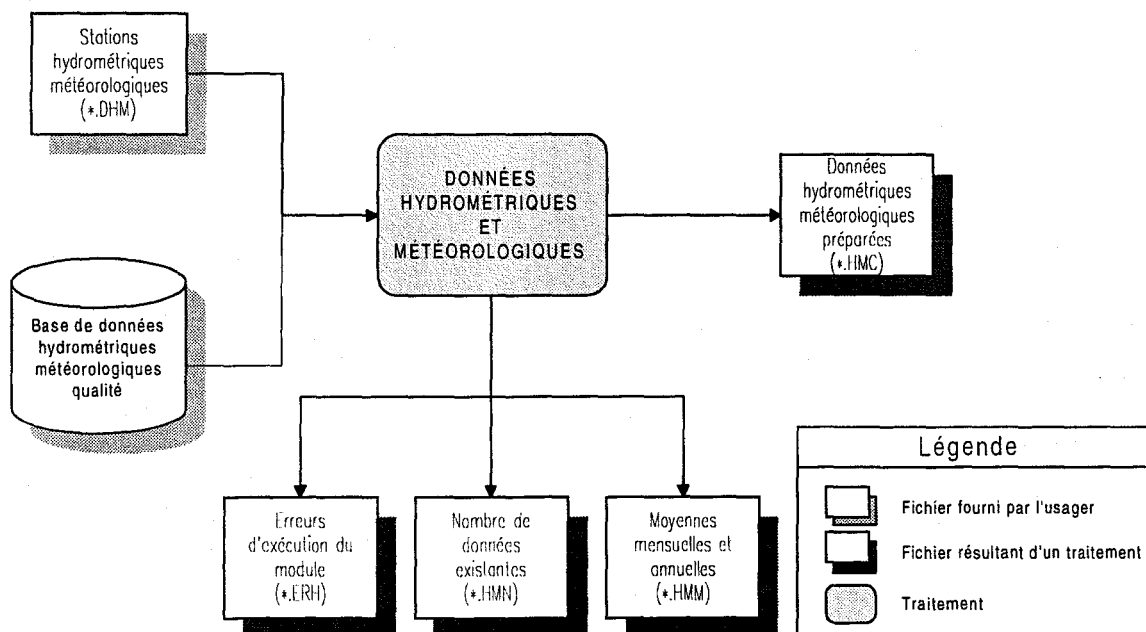 Stations
hydrométriques
météorologiques
(*.DHM)
Base de données
hydrométriques
météorologiques
qualité
DONNÉES
HYDROMÉTRIQUES
ET
MÉTÉOROLOGIQUES
Données
hydrométriques
météorologiques
préparées
(*.HMC)
Erreurs
d'exécution du
module
(*.ERH)
Nombre de
données
existantes
(*.HMN)
Moyennes
mensuelles et
annuelles
(*.HMM)
Légende
Fichier fourni par l'usager
Fichier résultant d'un traitement
Traitement